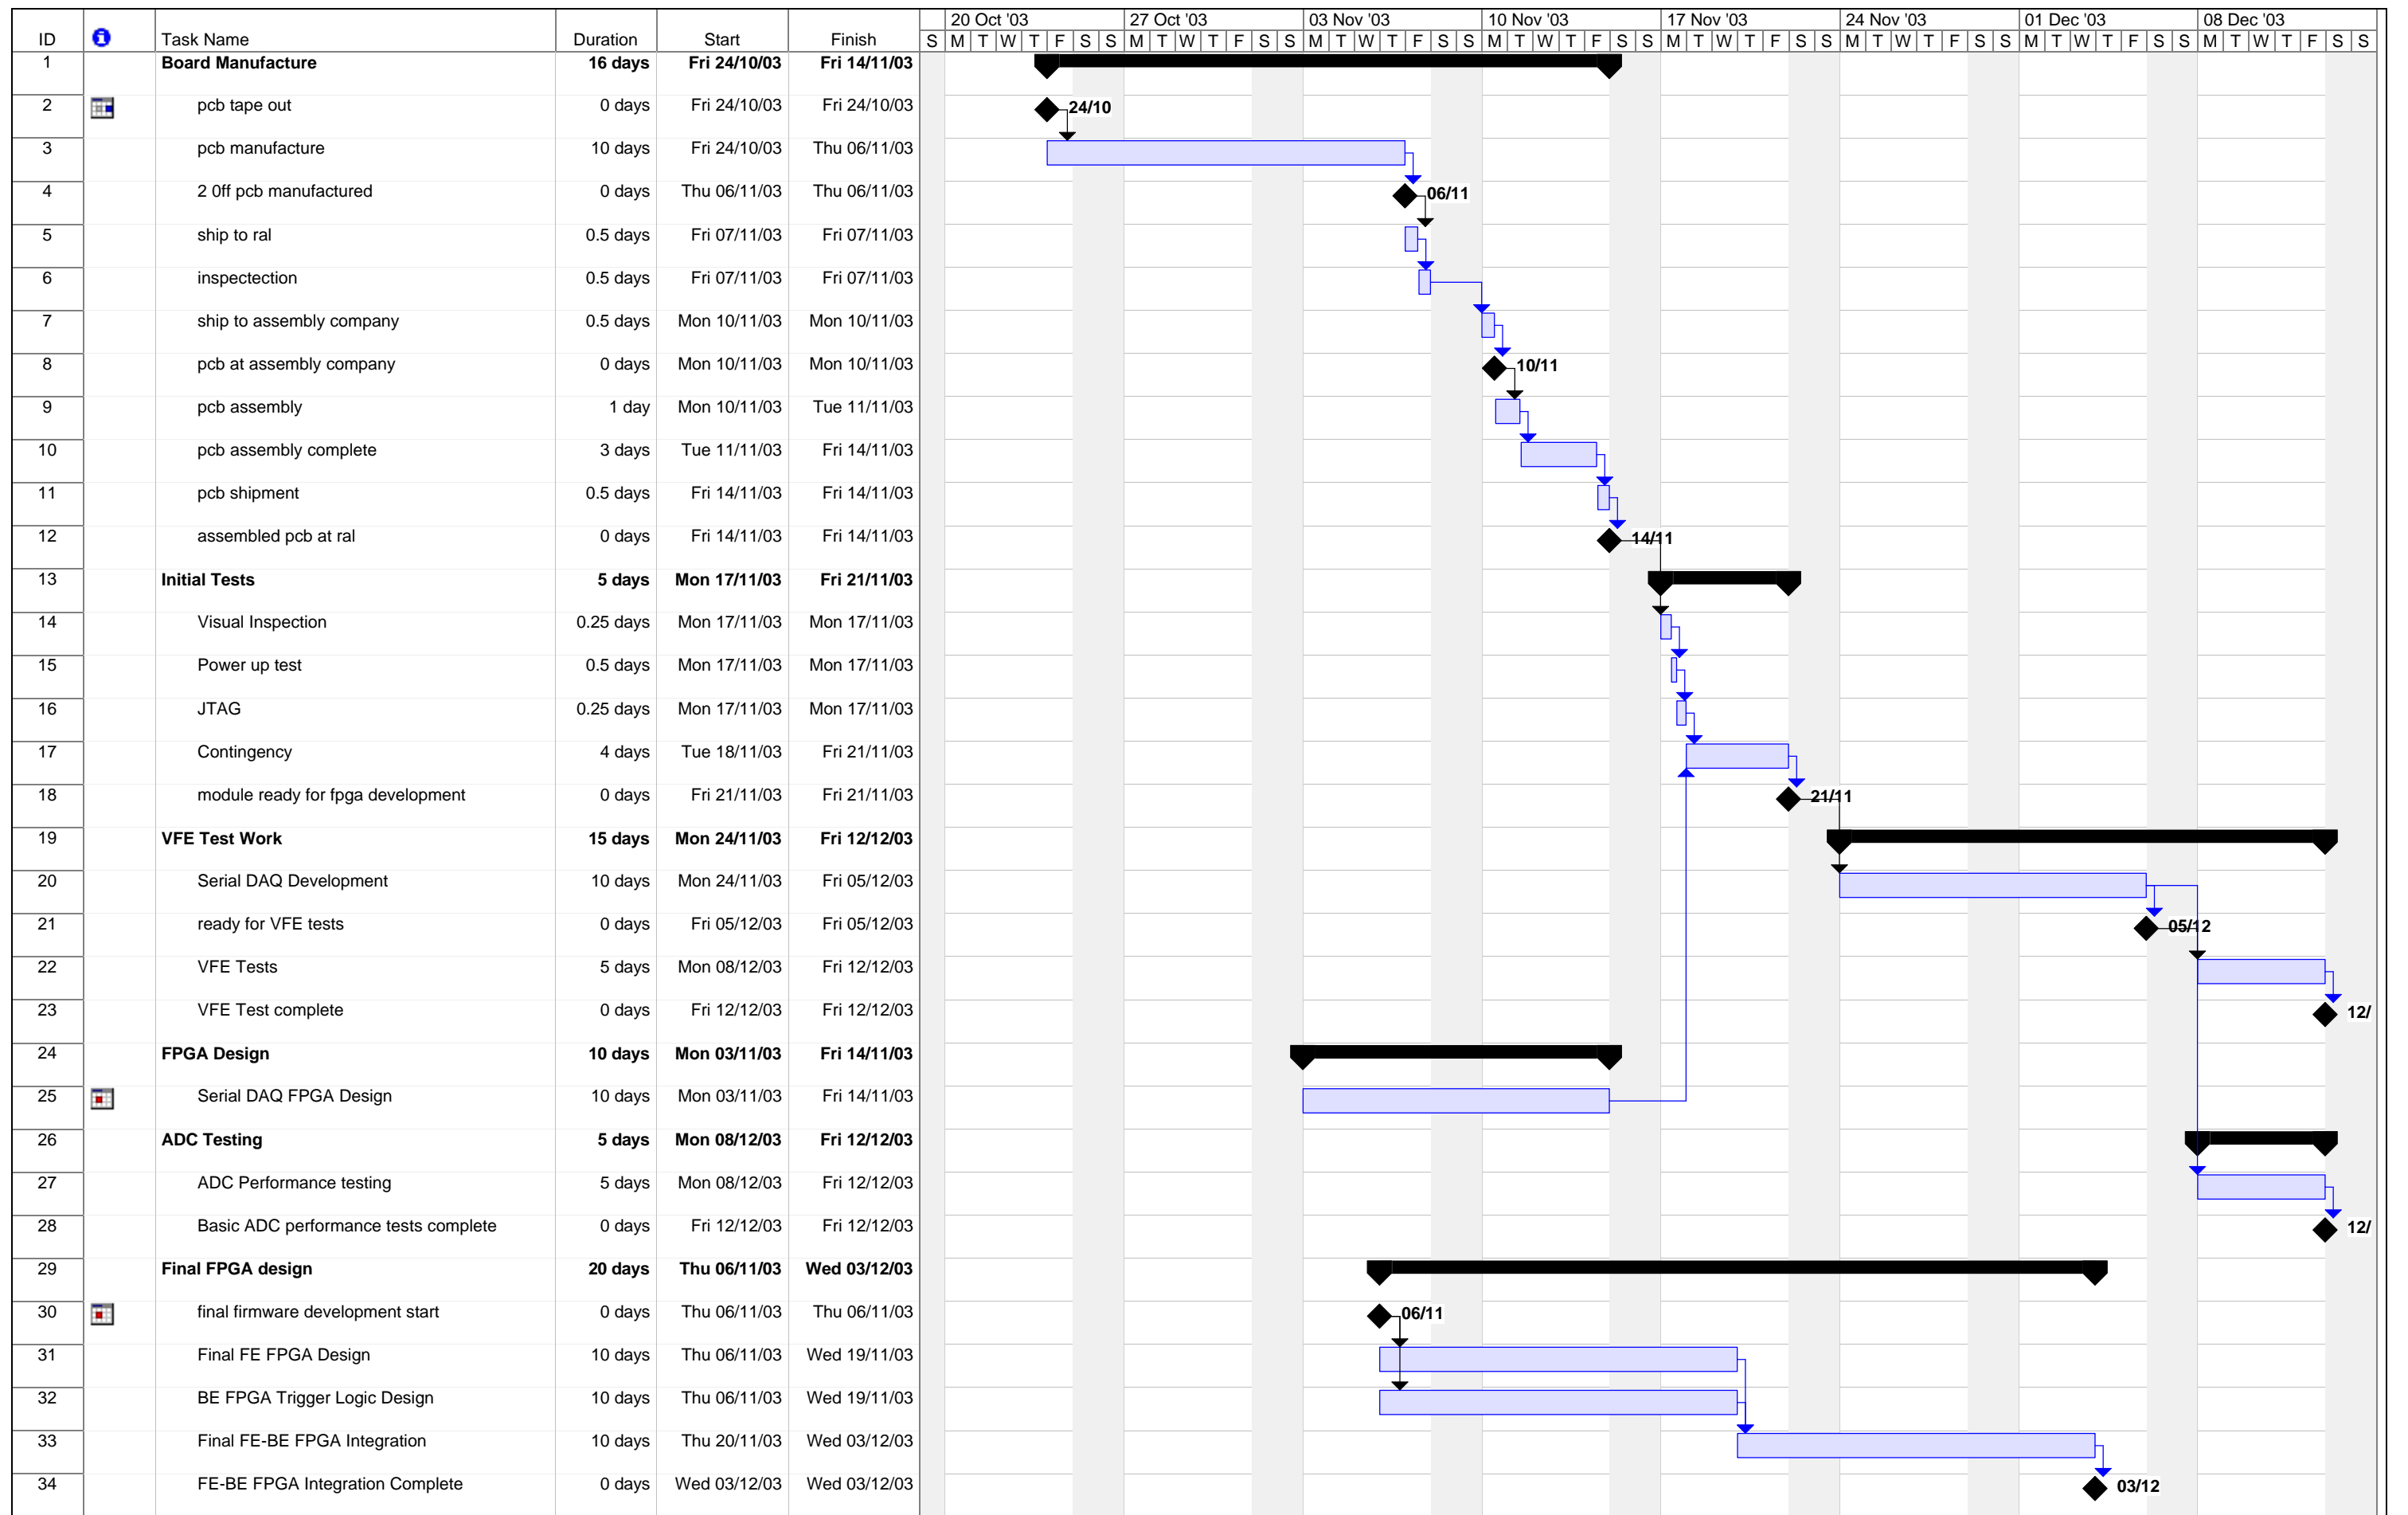 20 Oct '03 27 Oct '03 03 Nov '03 10 Nov '03 17 Nov '03 24 Nov '03 01 Dec '03 08 Dec '03
ID i Task Name Duration Start Finish S M T W T F S S M T W T F S S M T W T F S S M T W T F S S M T W T F S S M T W T F S S M T W T F S S M T W T F S S
1 Board Manufacture 16 days Fri 24/10/03 Fri 14/11/03
2 pcb tape out 0 days Fri 24/10/03 Fri 24/10/03 24/10
3 pcb manufacture 10 days Fri 24/10/03 Thu 06/11/03
4 2 0ff pcb manufactured 0 days Thu 06/11/03 Thu 06/11/03 06/11
5 ship to ral 0.5 days Fri 07/11/03 Fri 07/11/03
6 inspectection 0.5 days Fri 07/11/03 Fri 07/11/03
7 ship to assembly company 0.5 days Mon 10/11/03 Mon 10/11/03
8 pcb at assembly company 0 days Mon 10/11/03 Mon 10/11/03 10/11
9 pcb assembly 1 day Mon 10/11/03 Tue 11/11/03
10 pcb assembly complete 3 days Tue 11/11/03 Fri 14/11/03
11 pcb shipment 0.5 days Fri 14/11/03 Fri 14/11/03
12 assembled pcb at ral 0 days Fri 14/11/03 Fri 14/11/03 14/11
13 Initial Tests 5 days Mon 17/11/03 Fri 21/11/03
14 Visual Inspection 0.25 days Mon 17/11/03 Mon 17/11/03
15 Power up test 0.5 days Mon 17/11/03 Mon 17/11/03
16 JTAG 0.25 days Mon 17/11/03 Mon 17/11/03
17 Contingency 4 days Tue 18/11/03 Fri 21/11/03
18 module ready for fpga development 0 days Fri 21/11/03 Fri 21/11/03 21/11
19 VFE Test Work 15 days Mon 24/11/03 Fri 12/12/03
20 Serial DAQ Development 10 days Mon 24/11/03 Fri 05/12/03
21 ready for VFE tests 0 days Fri 05/12/03 Fri 05/12/03 05/12
22 VFE Tests 5 days Mon 08/12/03 Fri 12/12/03
23 VFE Test complete 0 days Fri 12/12/03 Fri 12/12/03 12/
24 FPGA Design 10 days Mon 03/11/03 Fri 14/11/03
25 Serial DAQ FPGA Design 10 days Mon 03/11/03 Fri 14/11/03
26 ADC Testing 5 days Mon 08/12/03 Fri 12/12/03
27 ADC Performance testing 5 days Mon 08/12/03 Fri 12/12/03
28 Basic ADC performance tests complete 0 days Fri 12/12/03 Fri 12/12/03 12/
29 Final FPGA design 20 days Thu 06/11/03 Wed 03/12/03
30 final firmware development start 0 days Thu 06/11/03 Thu 06/11/03 06/11
31 Final FE FPGA Design 10 days Thu 06/11/03 Wed 19/11/03
32 BE FPGA Trigger Logic Design 10 days Thu 06/11/03 Wed 19/11/03
33 Final FE-BE FPGA Integration 10 days Thu 20/11/03 Wed 03/12/03
34 FE-BE FPGA Integration Complete 0 days Wed 03/12/03 Wed 03/12/03 03/12